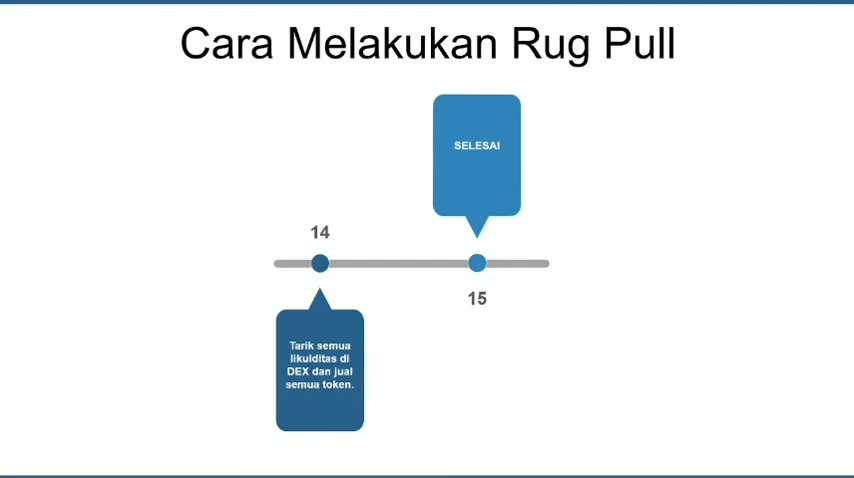 Cara Melakukan Rug Pull
SELESAI
14
15
Tarik semua
likuiditas di
DEX dan jual
semua token.